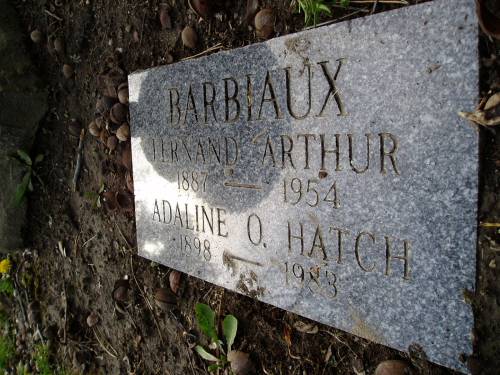 BARBIAUX
FERNAND ARTHUR
1887 — 1954
ADALINE O. HATCH
1898 — 1983